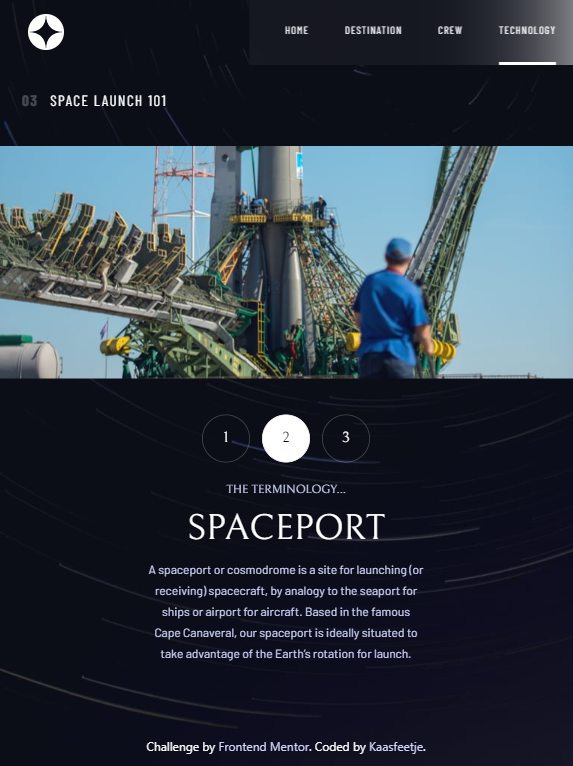 HOME DESTINATION CREW TECHNOLOGY
03 SPACE LAUNCH 101
1 2 3
THE TERMINOLOGY...
SPACEPORT
A spaceport or cosmodrome is a site for launching (or
receiving) spacecraft, by analogy to the seaport for
ships or airport for aircraft. Based in the famous
Cape Canaveral, our spaceport is ideally situated to
take advantage of the Earth’s rotation for launch.
Challenge by Frontend Mentor. Coded by Kaasfeetje.